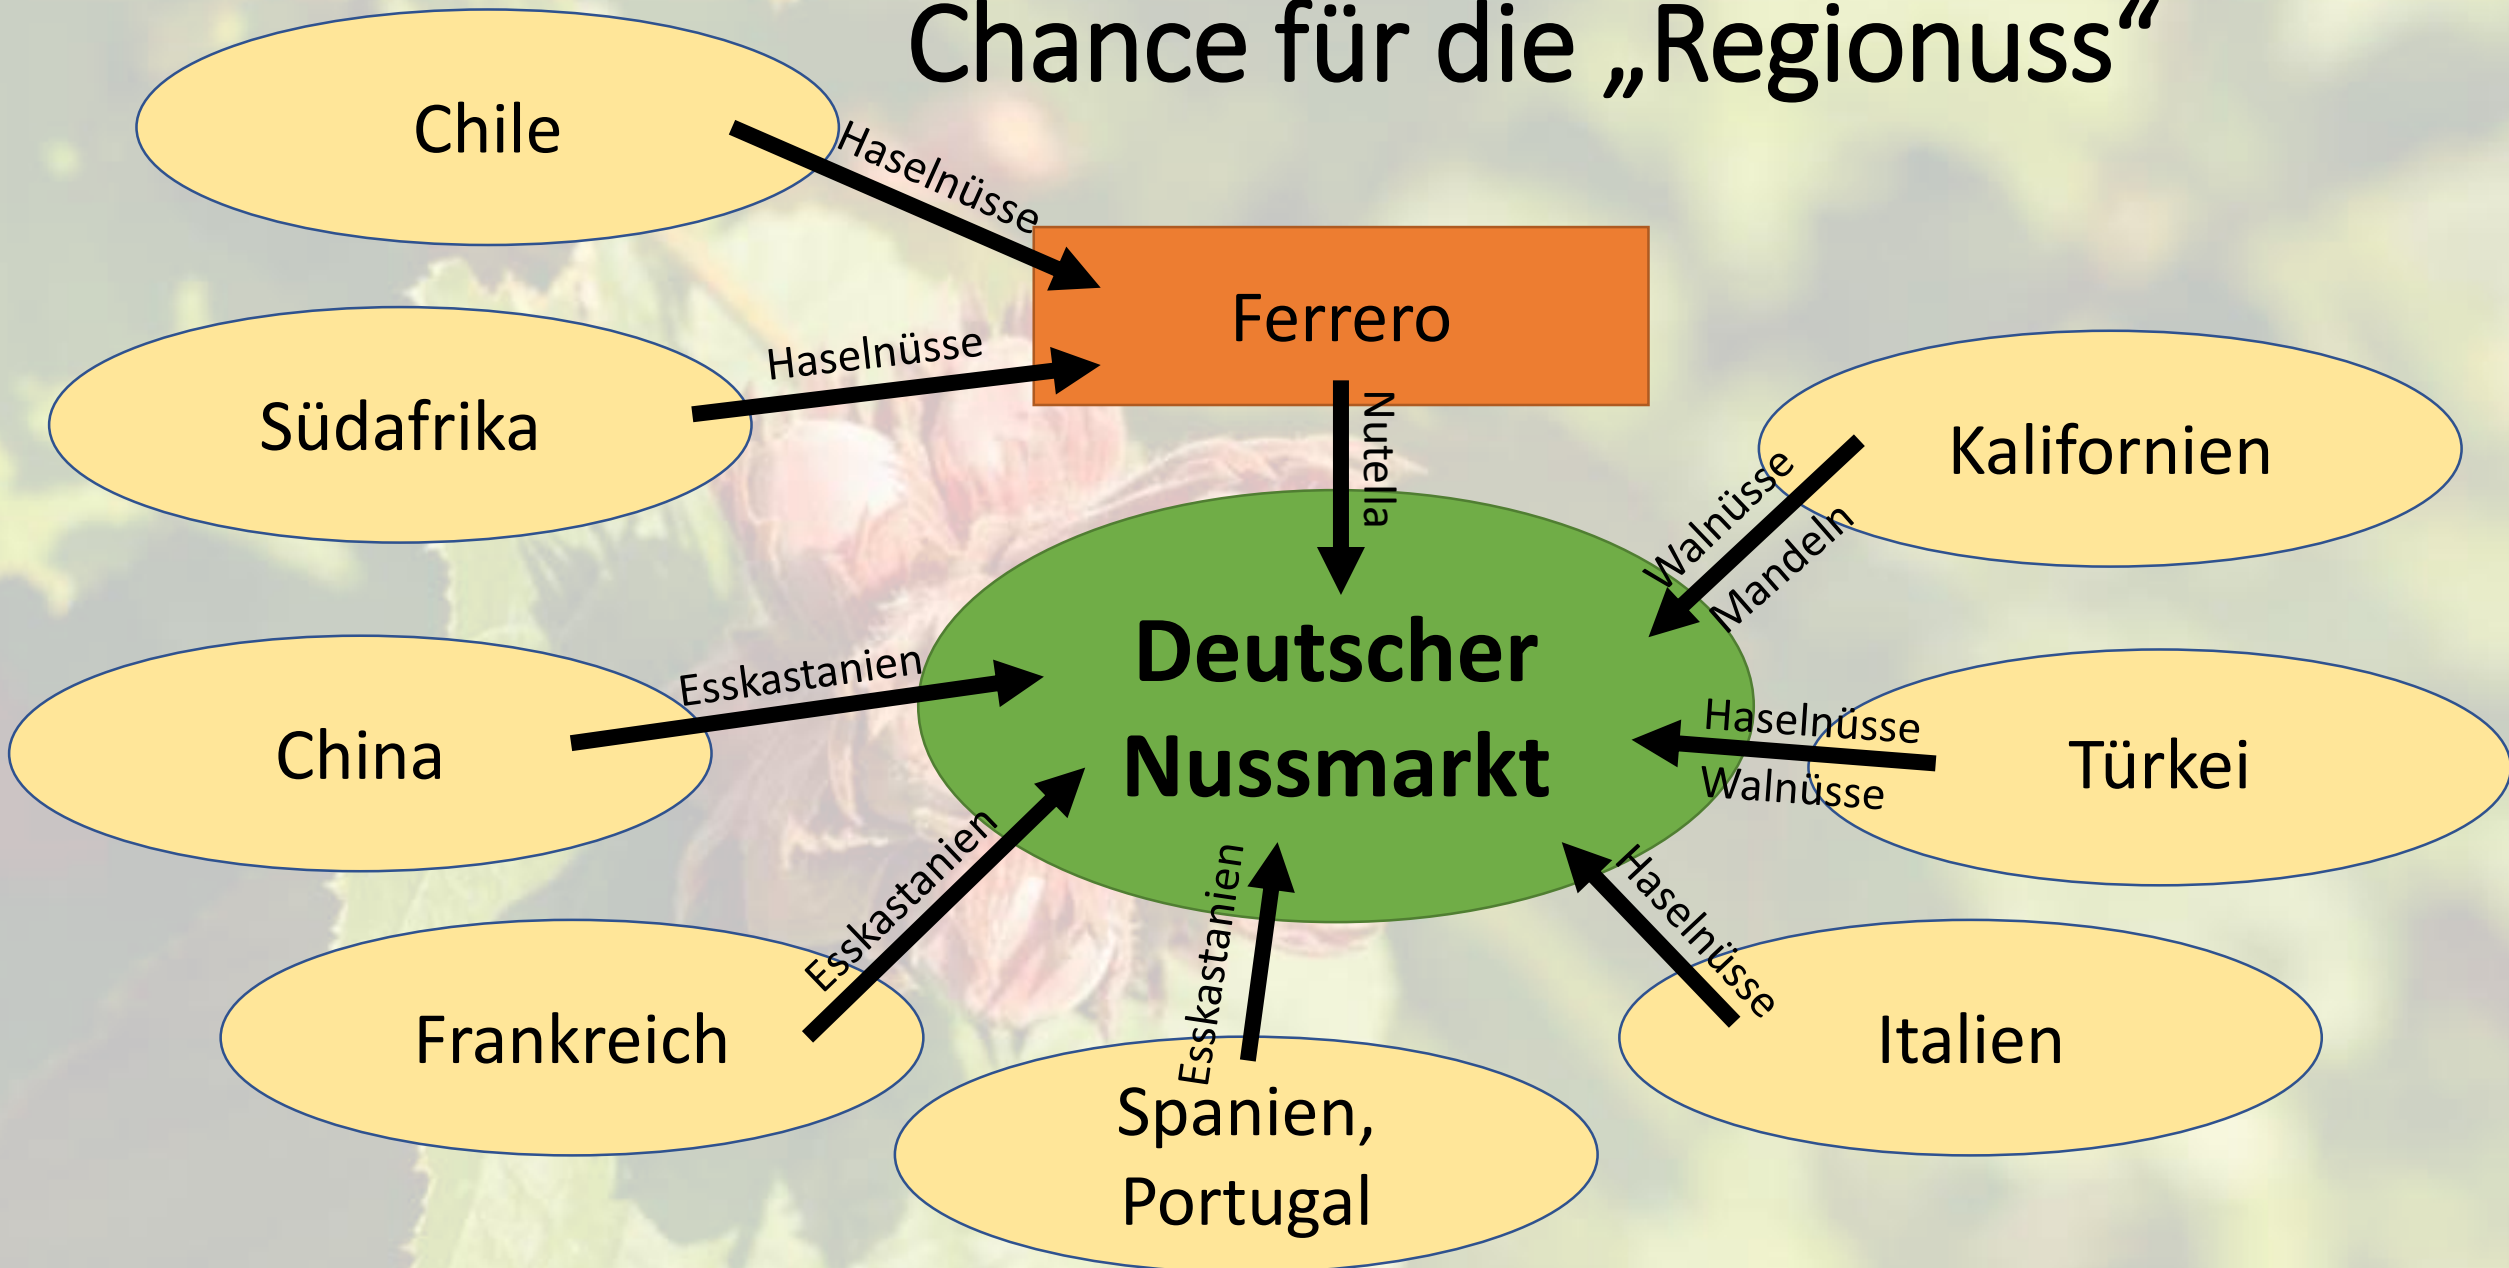 Chance für die „Regionuss“
Chile
Haselnüsse
Ferrero
Haselnüsse
Südafrika
Nutella
Kalifornien
Walnüsse
Mandeln
Deutscher
Nussmarkt
Esskastanien
China
Haselnüsse
Walnüsse
Türkei
Esskastanien
Frankreich
Esskastanien
Spanien,
Portugal
Haselnüsse
Italien